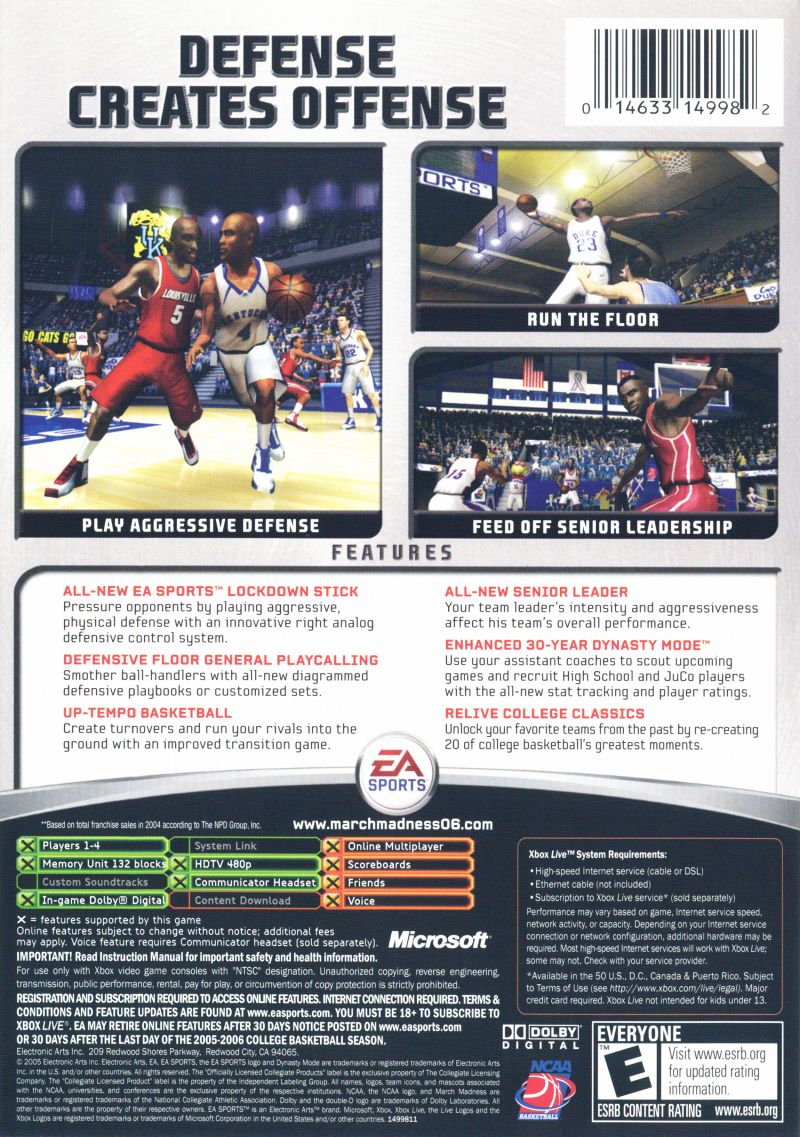 DEFENSE
CREATES OFFENSE
0 14633 14998 2
UK
LOUISVILLE
5
KENTUCKY
4
GO CATS GO
22
PLAY AGGRESSIVE DEFENSE
ORTS
DUKE
23
GO
DUKE
RUN THE FLOOR
15
FEED OFF SENIOR LEADERSHIP
FEATURES
ALL-NEW EA SPORTS™ LOCKDOWN STICK
Pressure opponents by playing aggressive,
physical defense with an innovative right analog
defensive control system.
DEFENSIVE FLOOR GENERAL PLAYCALLING
Smother ball-handlers with all-new diagrammed
defensive playbooks or customized sets.
UP-TEMPO BASKETBALL
Create turnovers and run your rivals into the
ground with an improved transition game.
ALL-NEW SENIOR LEADER
Your team leader's intensity and aggressiveness
affect his team's overall performance.
ENHANCED 30-YEAR DYNASTY MODE™
Use your assistant coaches to scout upcoming
games and recruit High School and JuCo players
with the all-new stat tracking and player ratings.
RELIVE COLLEGE CLASSICS
Unlock your favorite teams from the past by re-creating
20 of college basketball's greatest moments.
EA
SPORTS
**Based on total franchise sales in 2004 according to The NPD Group, Inc.
www.marchmadness06.com
Players 1-4
System Link
Online Multiplayer
Memory Unit 132 blocks
HDTV 480p
Scoreboards
Custom Soundtracks
Communicator Headset
Friends
In-game Dolby® Digital
Content Download
Voice
X = features supported by this game
Online features subject to change without notice; additional fees
may apply. Voice feature requires Communicator headset (sold separately).
Microsoft®
IMPORTANT! Read Instruction Manual for important safety and health information.
For use only with Xbox video game consoles with "NTSC" designation. Unauthorized copying, reverse engineering,
transmission, public performance, rental, pay for play, or circumvention of copy protection is strictly prohibited.
REGISTRATION AND SUBSCRIPTION REQUIRED TO ACCESS ONLINE FEATURES. INTERNET CONNECTION REQUIRED. TERMS &
CONDITIONS AND FEATURE UPDATES ARE FOUND AT www.easports.com. YOU MUST BE 18+ TO SUBSCRIBE TO
XBOX LIVE®. EA MAY RETIRE ONLINE FEATURES AFTER 30 DAYS NOTICE POSTED ON www.easports.com
OR 30 DAYS AFTER THE LAST DAY OF THE 2005-2006 COLLEGE BASKETBALL SEASON.
Electronic Arts Inc. 209 Redwood Shores Parkway, Redwood City, CA 94065.
© 2005 Electronic Arts Inc. Electronic Arts, EA, EA SPORTS, the EA SPORTS logo and Dynasty Mode are trademarks or registered trademarks of Electronic Arts
Inc. in the U.S. and/or other countries. All rights reserved. The "Officially Licensed Collegiate Products" label is the exclusive property of The Collegiate Licensing
Company. The "Collegiate Licensed Product" label is the property of the Independent Labeling Group. All names, logos, team icons, and mascots associated
with the NCAA, universities, and conferences are the exclusive property of the respective institutions. NCAA, the NCAA logo, and March Madness are
trademarks or registered trademarks of the National Collegiate Athletic Association. Dolby and the double-D logo are trademarks of Dolby Laboratories. All
other trademarks are the property of their respective owners. EA SPORTS™ is an Electronic Arts™ brand. Microsoft, Xbox, Xbox Live, the Live Logos and the
Xbox Logos are registered trademarks or trademarks of Microsoft Corporation in the United States and/or other countries. 1499811
Xbox Live™ System Requirements:
• High-speed Internet service (cable or DSL)
• Ethernet cable (not included)
• Subscription to Xbox Live service* (sold separately)
Performance may vary based on game, Internet service speed,
network activity, or capacity. Depending on your Internet service
connection or network configuration, additional hardware may be
required. Most high-speed Internet services will work with Xbox Live;
some may not. Check with your service provider.
*Available in the 50 U.S., D.C., Canada & Puerto Rico. Subject
to Terms of Use (see http://www.xbox.com/live/legal). Major
credit card required. Xbox Live not intended for kids under 13.
DOLBY
DIGITAL
NCAA
BASKETBALL
EVERYONE
E
Visit www.esrb.org
for updated rating
information.
ESRB CONTENT RATING www.esrb.org